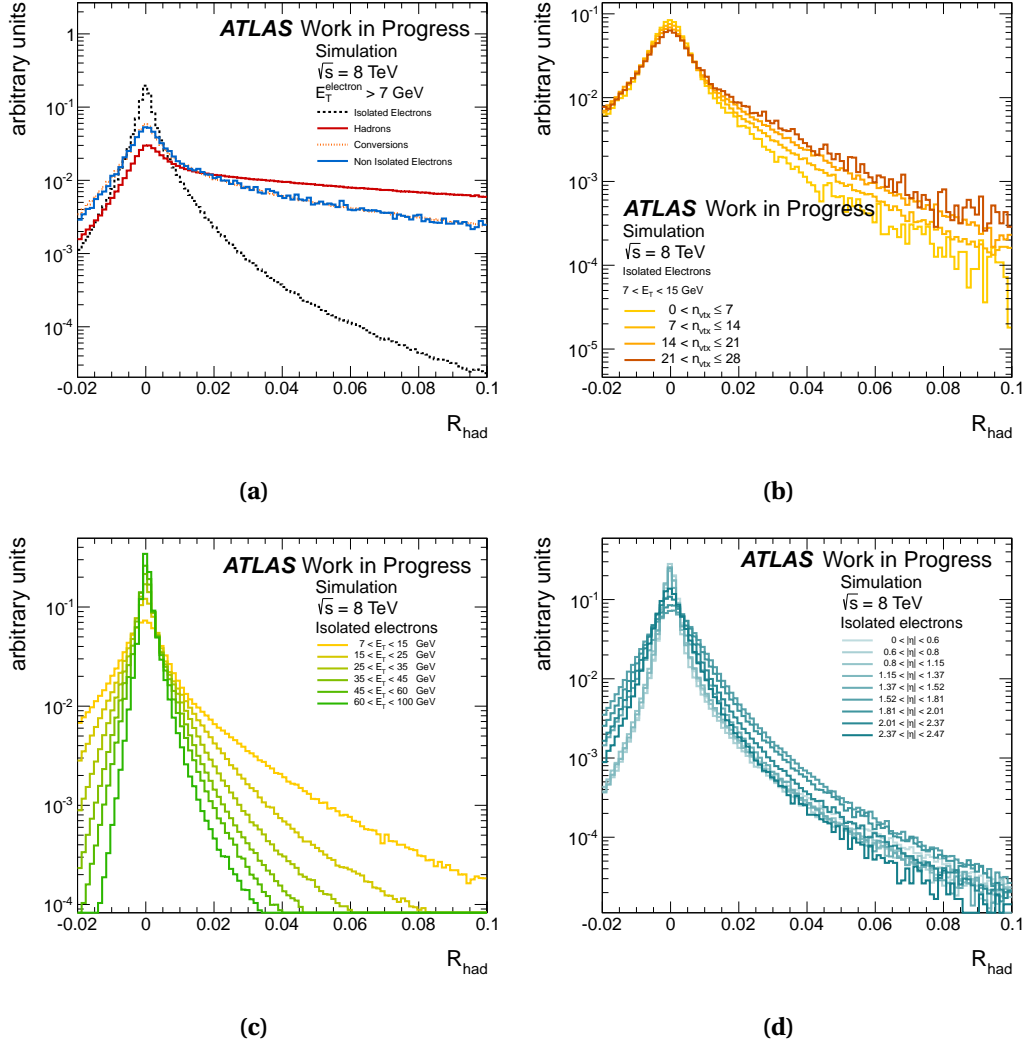 ATLAS Work in Progress
Simulation
√s = 8 TeV
E_T^electron > 7 GeV
Isolated Electrons
Hadrons
Conversions
Non Isolated Electrons
arbitrary units
1
10⁻¹
10⁻²
10⁻³
10⁻⁴
-0.02 0 0.02 0.04 0.06 0.08 0.1
R_had
(a)
arbitrary units
10⁻¹
10⁻²
10⁻³
10⁻⁴
10⁻⁵
ATLAS Work in Progress
Simulation
√s = 8 TeV
Isolated Electrons
7 < E_T < 15 GeV
0 < n_vtx ≤ 7
7 < n_vtx ≤ 14
14 < n_vtx ≤ 21
21 < n_vtx ≤ 28
-0.02 0 0.02 0.04 0.06 0.08 0.1
R_had
(b)
arbitrary units
10⁻¹
10⁻²
10⁻³
10⁻⁴
ATLAS Work in Progress
Simulation
√s = 8 TeV
Isolated electrons
7 < E_T < 15 GeV
15 < E_T < 25 GeV
25 < E_T < 35 GeV
35 < E_T < 45 GeV
45 < E_T < 60 GeV
60 < E_T < 100 GeV
-0.02 0 0.02 0.04 0.06 0.08 0.1
R_had
(c)
arbitrary units
10⁻¹
10⁻²
10⁻³
10⁻⁴
ATLAS Work in Progress
Simulation
√s = 8 TeV
Isolated electrons
0 < |η| < 0.6
0.6 < |η| < 0.8
0.8 < |η| < 1.15
1.15 < |η| < 1.37
1.37 < |η| < 1.52
1.52 < |η| < 1.81
1.81 < |η| < 2.01
2.01 < |η| < 2.37
2.37 < |η| < 2.47
-0.02 0 0.02 0.04 0.06 0.08 0.1
R_had
(d)